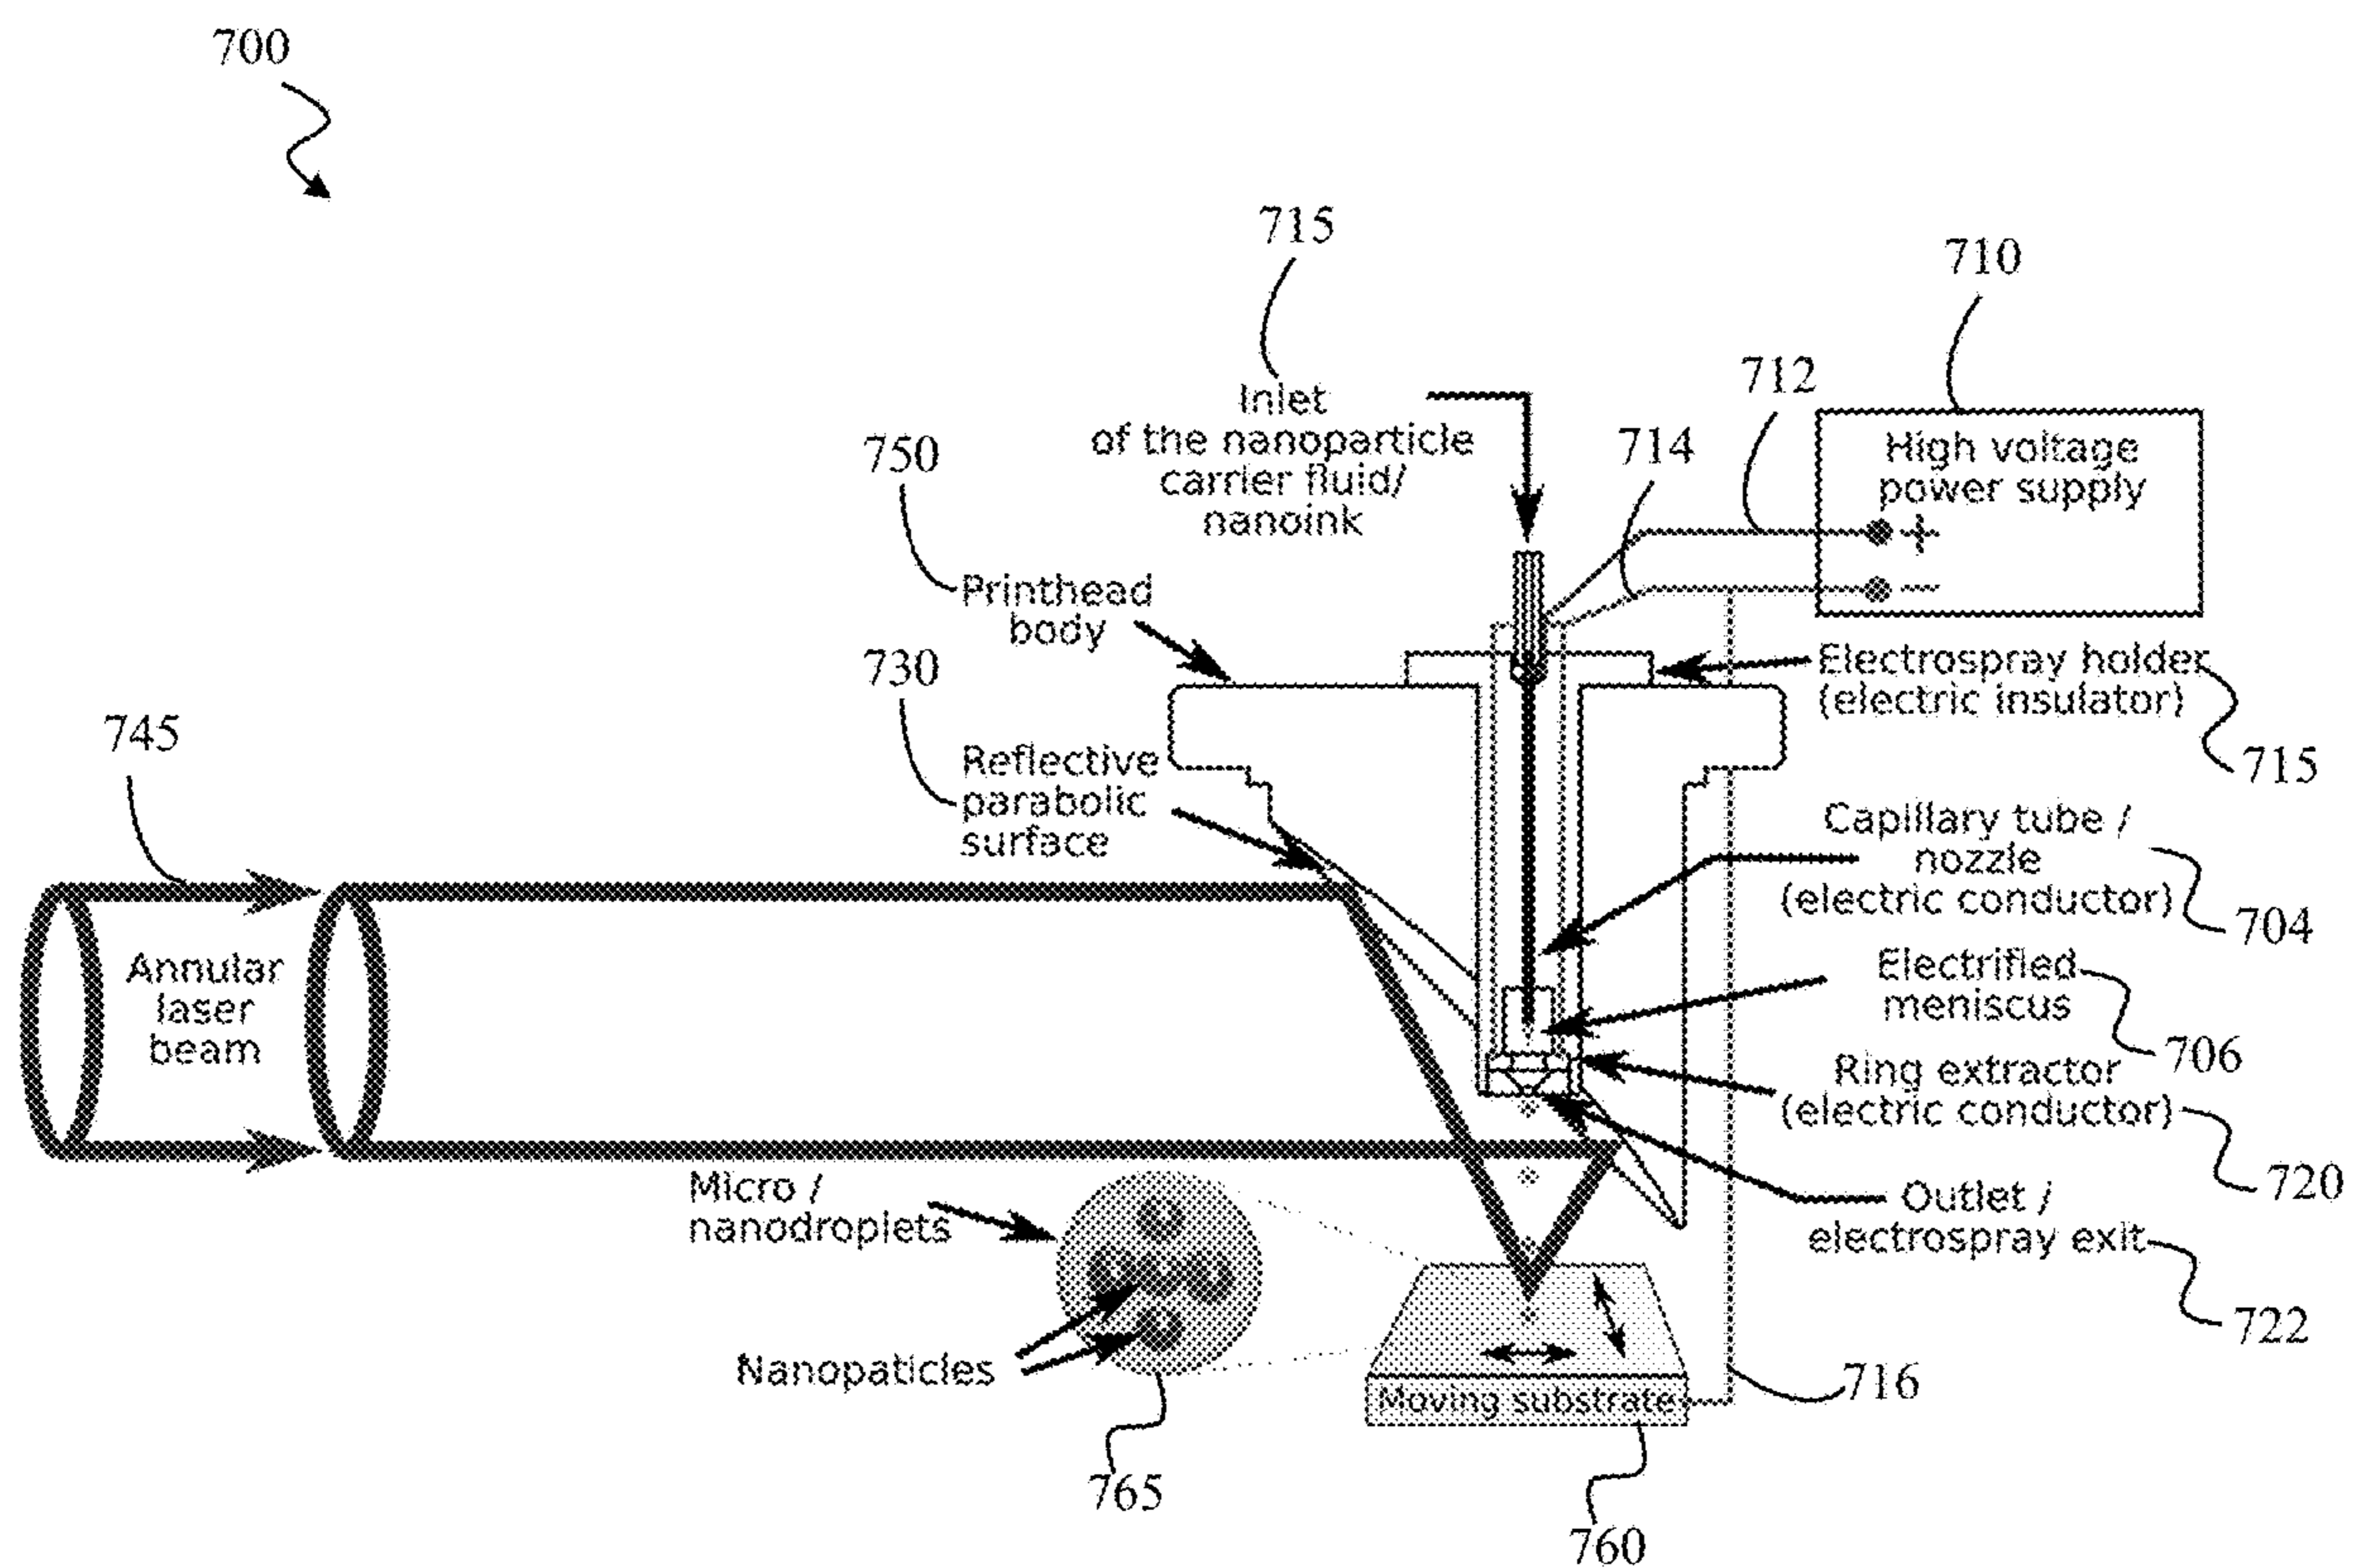 700
715
710
Inlet
of the nanoparticle
carrier fluid/
nanoink
712
714
High voltage
power supply
+
−
750
Printhead
body
730
Reflective
parabolic
surface
Electrospray holder
(electric insulator)
715
745
Annular
laser
beam
Capillary tube /
nozzle
(electric conductor)
704
Electrified
meniscus
706
Ring extractor
(electric conductor)
720
Outlet /
electrospray exit
722
Micro /
nanodroplets
Nanopaticles
765
Moving substrate
716
760